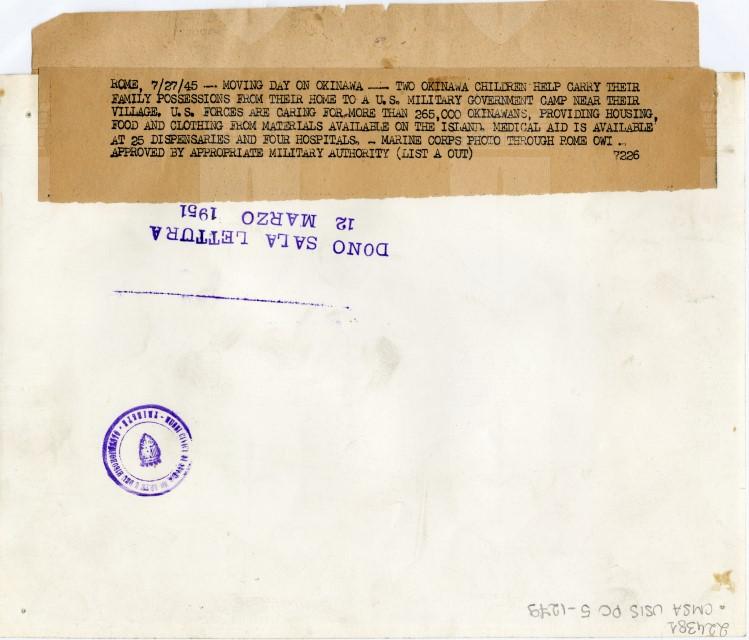 ROME, 7/27/45 -- MOVING DAY ON OKINAWA -- TWO OKINAWA CHILDREN HELP CARRY THEIR
FAMILY POSSESSIONS FROM THEIR HOME TO A U.S. MILITARY GOVERNMENT CAMP NEAR THEIR
VILLAGE. U.S. FORCES ARE CARING FOR MORE THAN 265,000 OKINAWANS, PROVIDING HOUSING,
FOOD AND CLOTHING FROM MATERIALS AVAILABLE ON THE ISLAND. MEDICAL AID IS AVAILABLE
AT 25 DISPENSARIES AND FOUR HOSPITALS. -- MARINE CORPS PHOTO THROUGH ROME OWI --
APPROVED BY APPROPRIATE MILITARY AUTHORITY (LIST A OUT) 7226
DONO SALA LETTURA
12 MARZO 1951
224381
CMSA USIS PC 5-1249